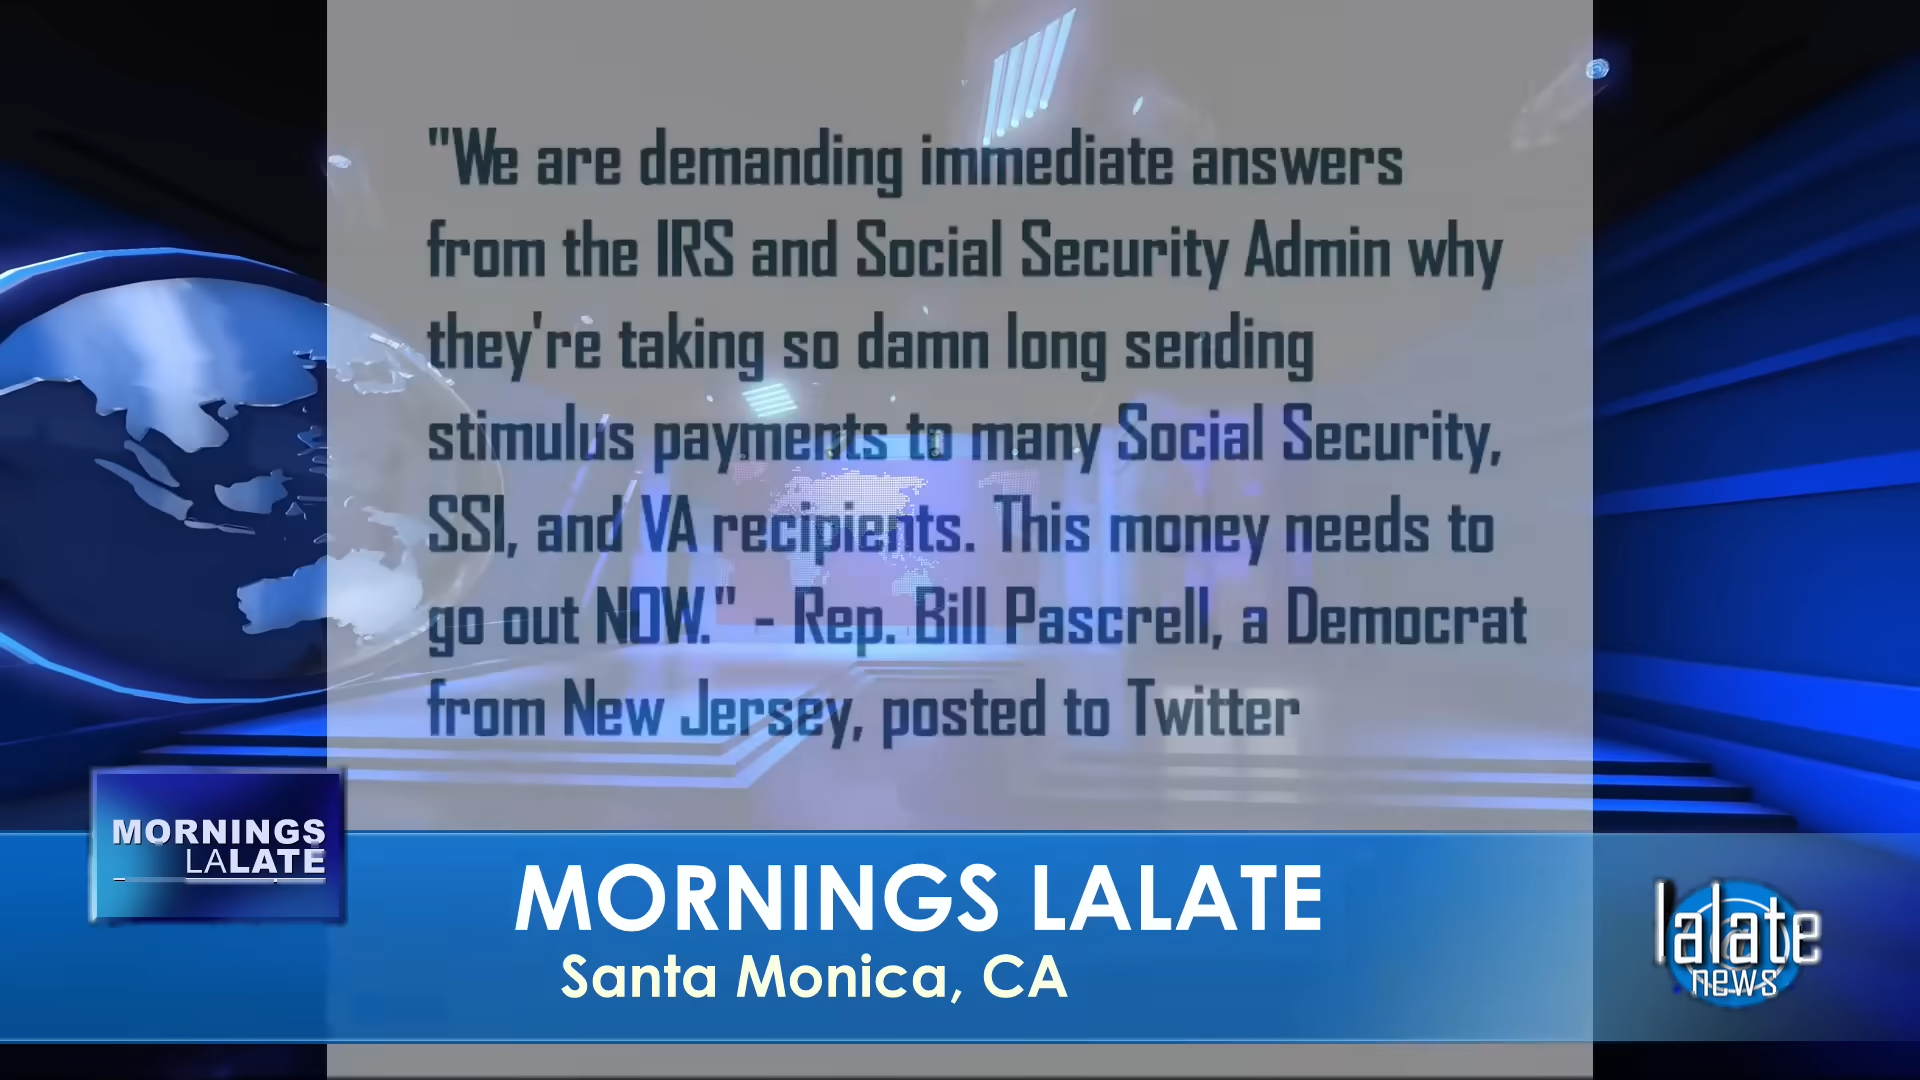 "We are demanding immediate answers
from the IRS and Social Security Admin why
they're taking so damn long sending
stimulus payments to many Social Security,
SSI, and VA recipients. This money needs to
go out NOW." - Rep. Bill Pascrell, a Democrat
from New Jersey, posted to Twitter
MORNINGS
LALATE
MORNINGS LALATE
Santa Monica, CA
lalate
news